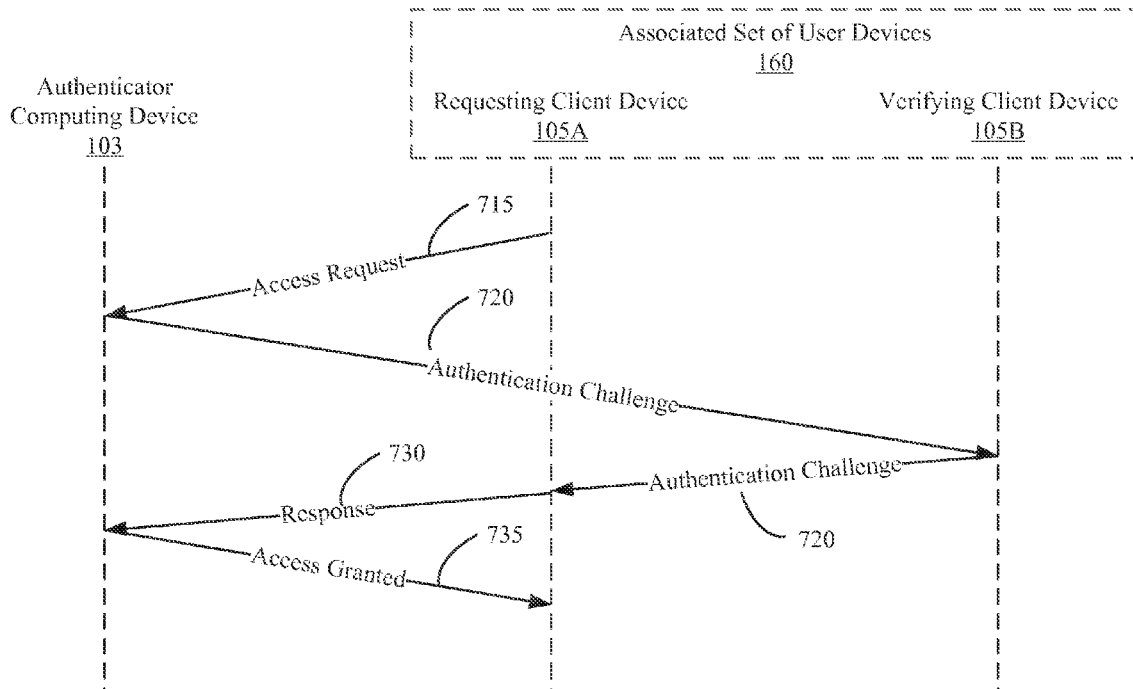 Associated Set of User Devices
160
Authenticator
Computing Device
103
Requesting Client Device
105A
Verifying Client Device
105B
715
Access Request
720
Authentication Challenge
730
Authentication Challenge
Response
735
720
Access Granted